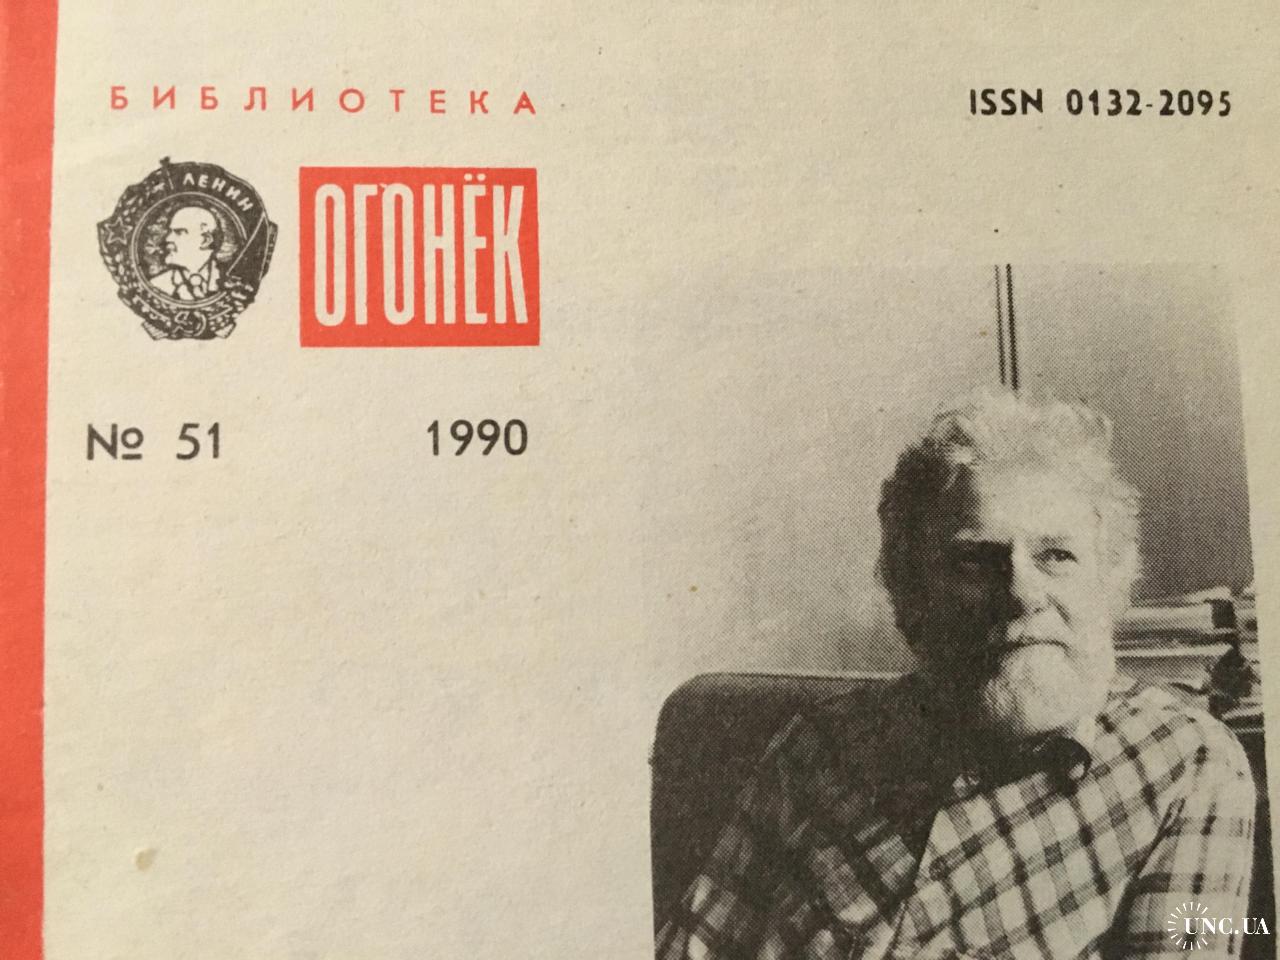 БИБЛИОТЕКА
ISSN 0132-2095
ЛЕНИН
ОГОНЁК
№ 51 1990
UNC.UA